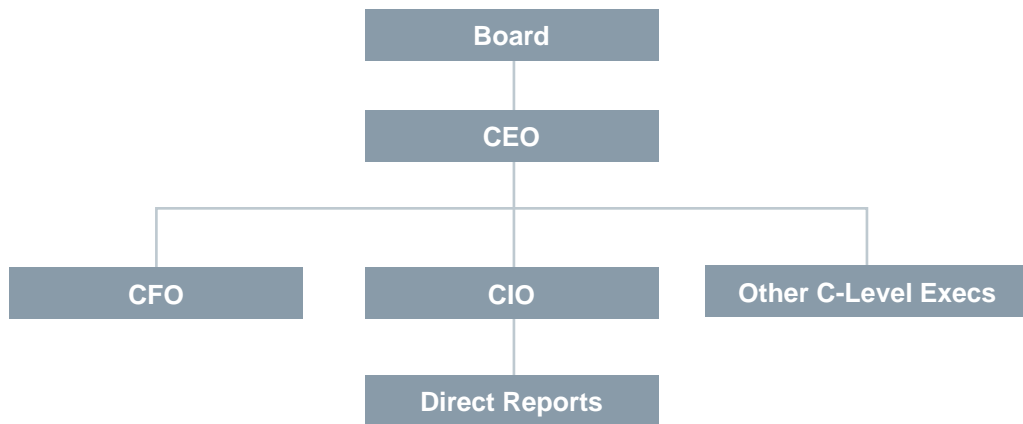 Board
CEO
CFO
CIO
Other C-Level Execs
Direct Reports